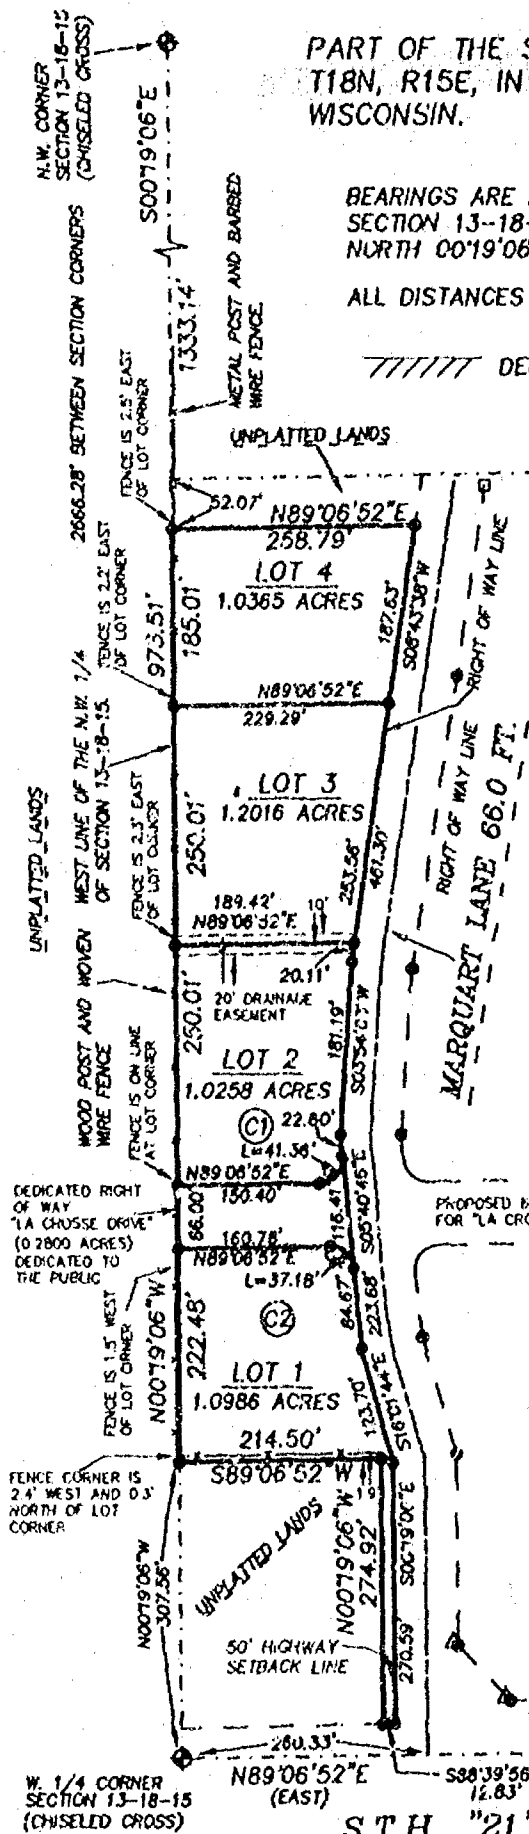 N.W. CORNER
SECTION 13-18-15
(CHISELED CROSS)
S00°19'06"E
PART OF THE
T18N, R15E, IN
WISCONSIN.
BEARINGS ARE
SECTION 13-18-
NORTH 00°19'06
ALL DISTANCES
2666.28' BETWEEN SECTION CORNERS
1333.14'
METAL POST AND BARBED
WIRE FENCE
FENCE IS 2.5' EAST
OF LOT CORNER
UNPLATTED LANDS
52.07'
N89°06'52"E
258.79'
LOT 4
1.0365 ACRES
973.51'
185.01'
187.63'
S08°43'38"W
RIGHT OF WAY LINE
FENCE IS 2.2' EAST
OF LOT CORNER
N89°06'52"E
229.29'
WEST LINE OF THE N.W. 1/4
OF SECTION 13-18-15.
LOT 3
1.2016 ACRES
250.01'
253.56'
461.30'
RIGHT OF WAY LINE
MARQUART LANE 66.0 FT.
UNPLATTED LANDS
FENCE IS 2.3' EAST
OF LOT CORNER
189.42'
N89°06'52"E
10'
20.11'
20' DRAINAGE
EASEMENT
WOOD POST AND WOVEN
WIRE FENCE
250.01'
181.19'
LOT 2
1.0258 ACRES
C1
22.80'
L=41.36'
FENCE IS ON LINE
AT LOT CORNER
N89°06'52"E
150.40'
DEDICATED RIGHT
OF WAY
"LA CROSSE DRIVE"
(0.2800 ACRES)
DEDICATED TO
THE PUBLIC
66.00'
116.41'
S05°40'46"E
PROPOSED
FOR "LA CRO
160.78'
N89°06'52"E
L=37.18'
C2
84.67'
223.68'
FENCE IS 1.5' WEST
OF LOT CORNER
N00°19'06"W
222.48'
LOT 1
1.0986 ACRES
123.70'
S16°01'44"E
214.50'
S89°06'52"W
FENCE CORNER IS
2.4' WEST AND 0.3'
NORTH OF LOT
CORNER
N00°19'06"W
307.56'
UNPLATTED LANDS
N00°19'06"W
274.92'
S00°19'06"E
270.59'
50' HIGHWAY
SETBACK LINE
260.33'
W. 1/4 CORNER
SECTION 13-18-15
(CHISELED CROSS)
N89°06'52"E
(EAST)
S88°39'56
12.83'
S.T.H. "21"